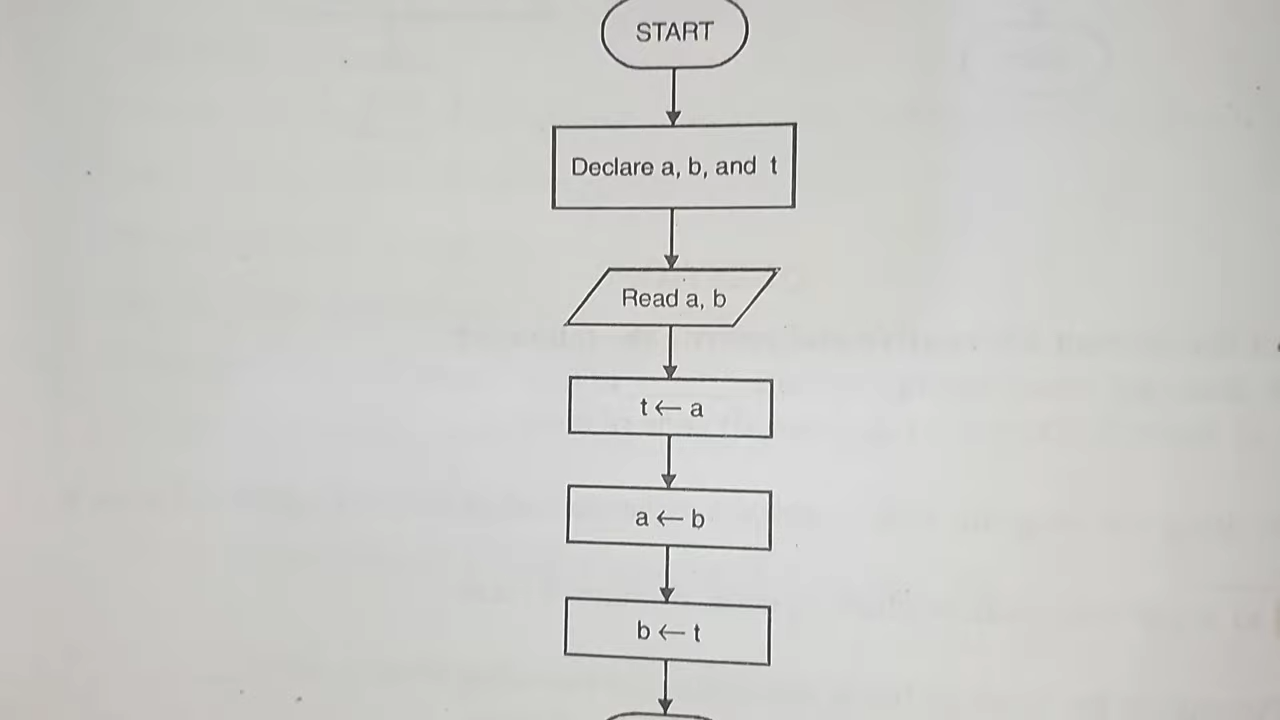 START
Declare a, b, and t
Read a, b
t ← a
a ← b
b ← t